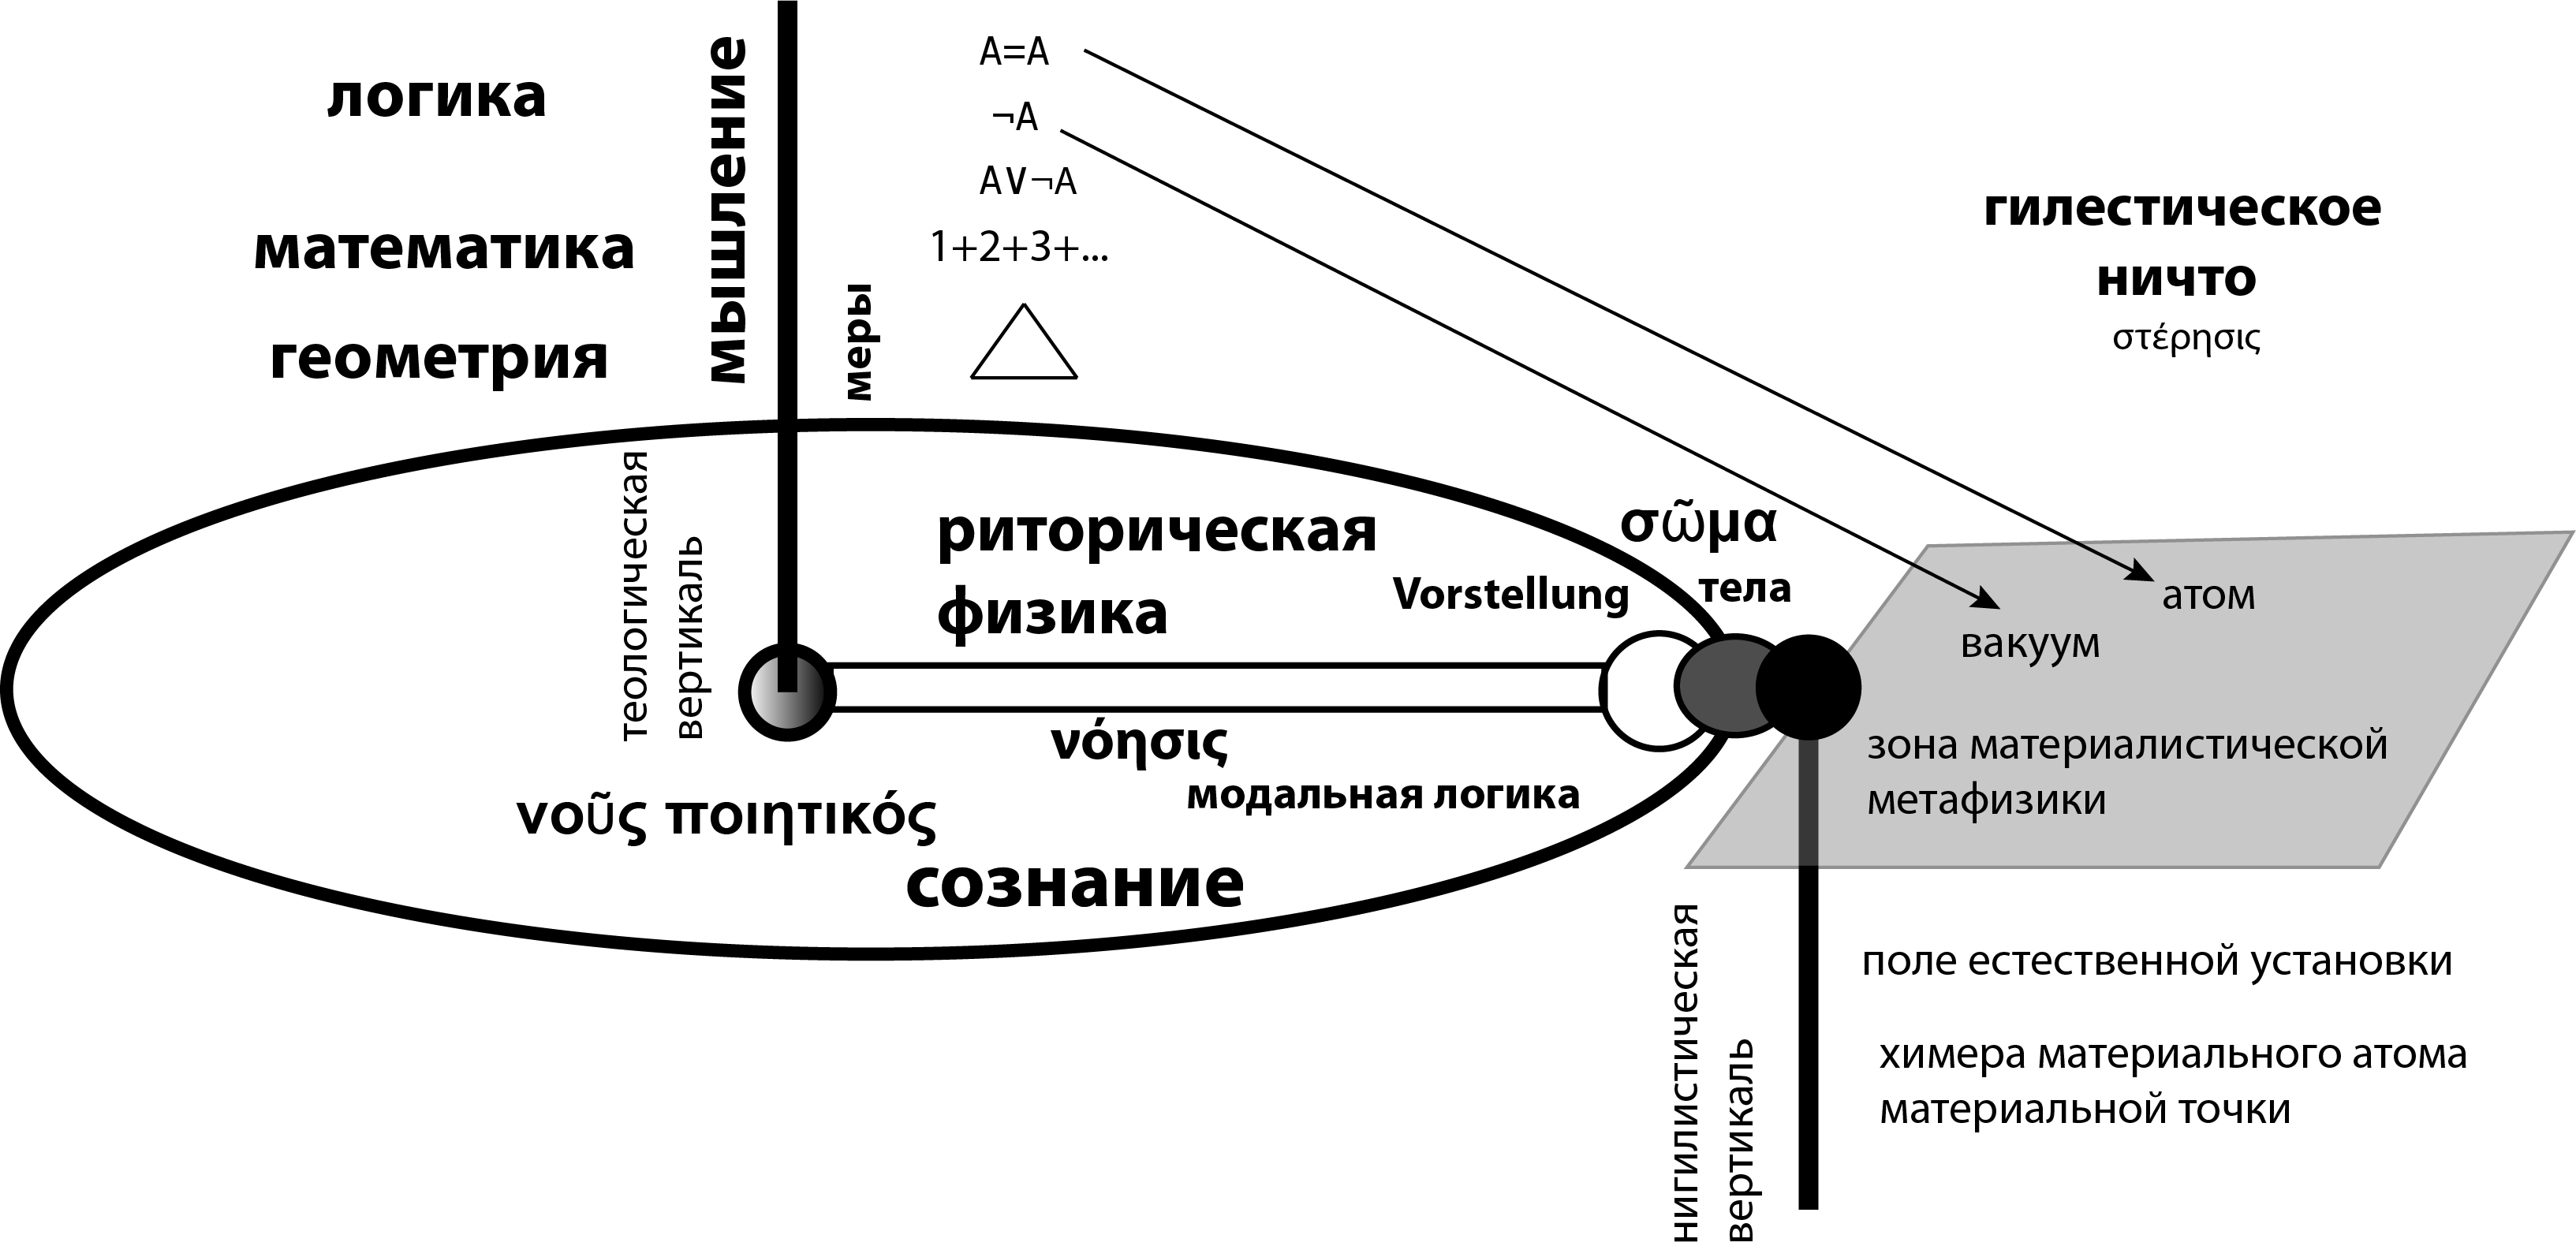 логика
математика
геометрия
мышление
меры
A=A
¬A
AV¬A
1+2+3+...
гилестическое
ничто
στέρησις
теологическая
вертикаль
риторическая
физика
Vorstellung
σῶμα
тела
νόησις
модальная логика
νοῦς ποιητικός
сознание
атом
вакуум
зона материалистической
метафизики
нигилистическая
вертикаль
поле естественной установки
химера материального атома
материальной точки